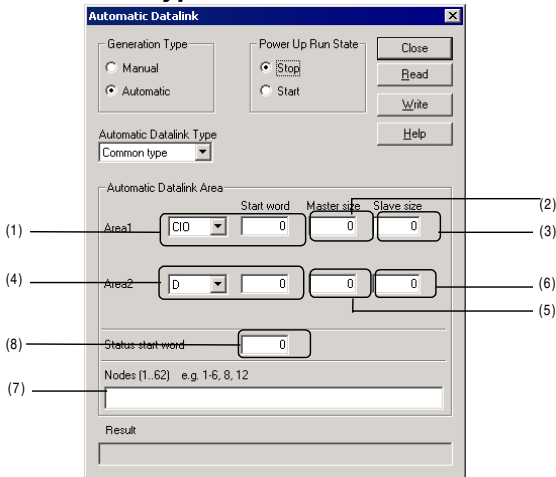 Automatic Datalink
Generation Type
Manual
Automatic
Power Up Run State
Stop
Start
Close
Read
Write
Help
Automatic Datalink Type
Common type
Automatic Datalink Area
Start word Master size Slave size
(2)
(1) Area1 CIO 0 0 0 (3)
(4) Area2 D 0 0 0 (6)
(5)
(8) Status start word 0
Nodes (1..62) e.g. 1-6, 8, 12
(7)
Result